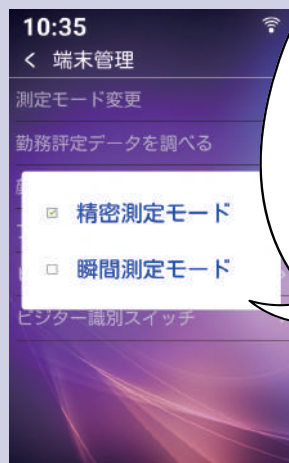 10:35
< 端末管理
測定モード変更
勤務評定データを調べる
精密測定モード
瞬間測定モード
ビジター識別スイッチ